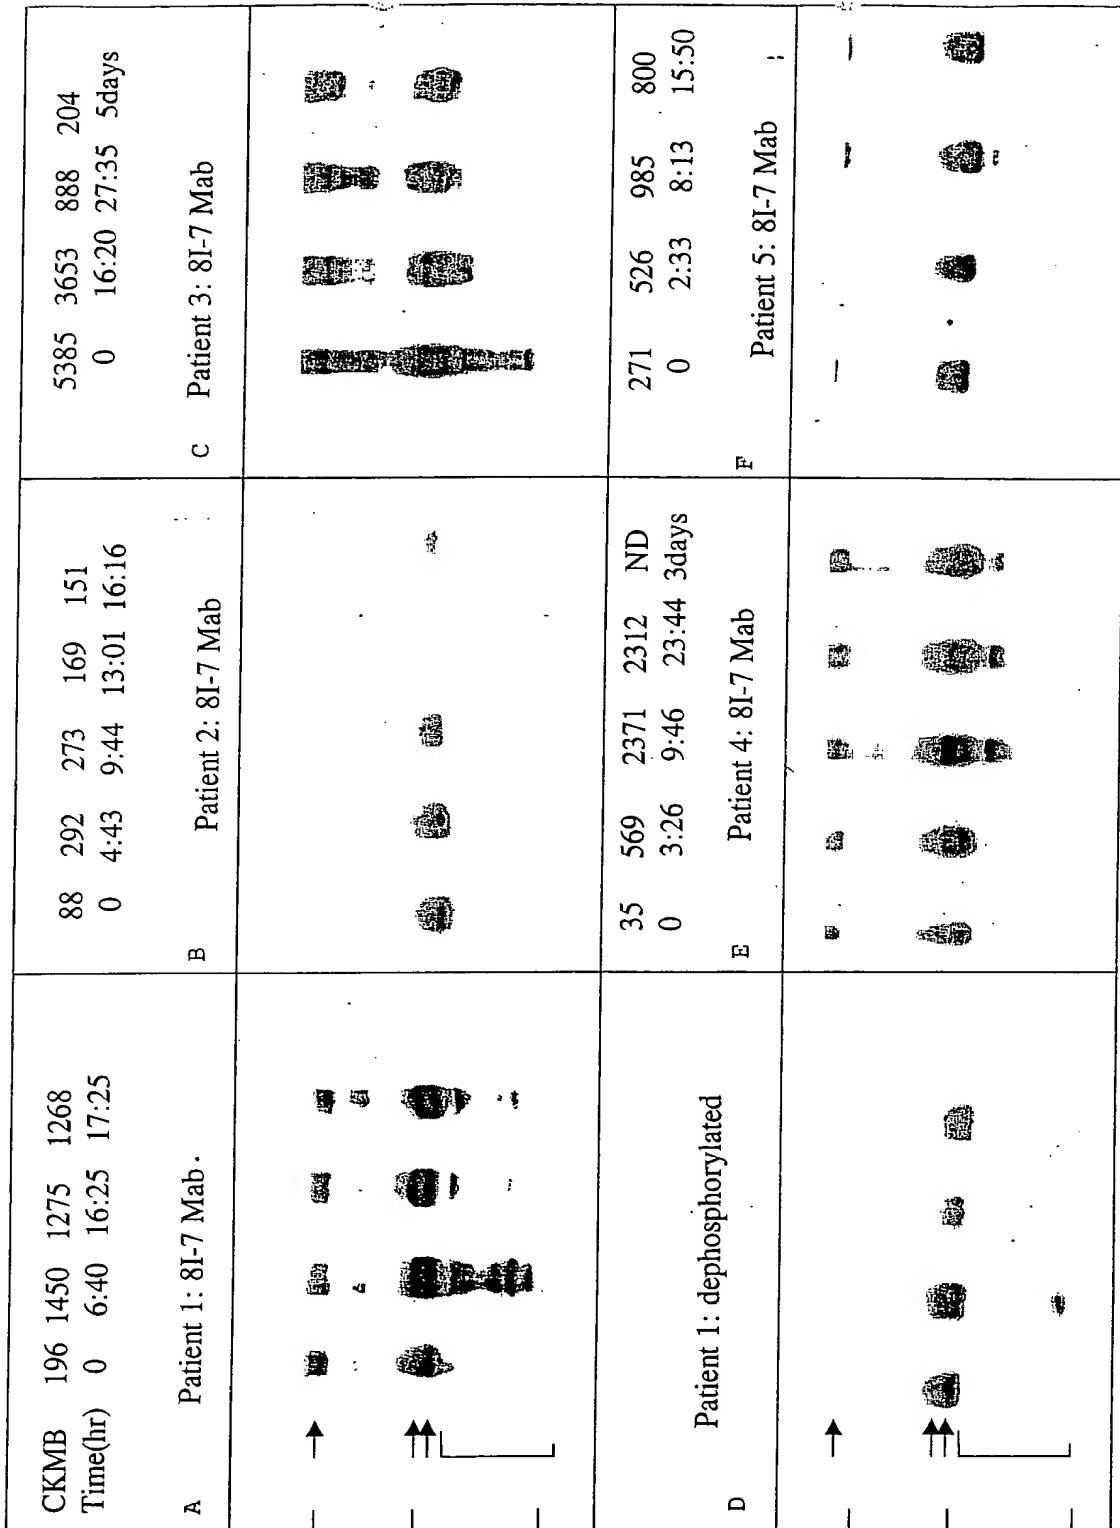 CKMB 196 1450 1275 1268
Time(hr) 0 6:40 16:25 17:25
A Patient 1: 8I-7 Mab.
88 292 273 169 151
0 4:43 9:44 13:01 16:16
B Patient 2: 8I-7 Mab
5385 3653 888 204
0 16:20 27:35 5days
C Patient 3: 8I-7 Mab
D Patient 1: dephosphorylated
35 569 2371 2312 ND
0 3:26 9:46 23:44 3days
E Patient 4: 8I-7 Mab
271 526 985 800
0 2:33 8:13 15:50
F Patient 5: 8I-7 Mab